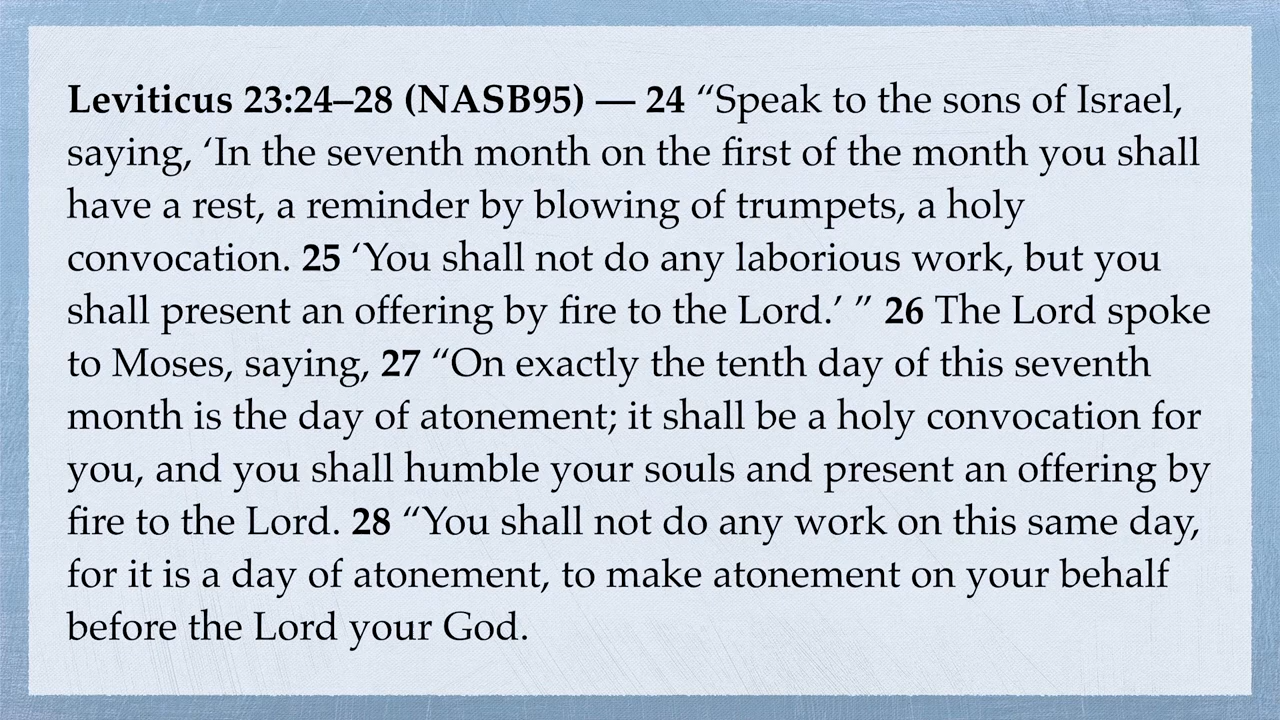 Leviticus 23:24–28 (NASB95) — 24 “Speak to the sons of Israel,
saying, ‘In the seventh month on the first of the month you shall
have a rest, a reminder by blowing of trumpets, a holy
convocation. 25 ‘You shall not do any laborious work, but you
shall present an offering by fire to the Lord.’ ” 26 The Lord spoke
to Moses, saying, 27 “On exactly the tenth day of this seventh
month is the day of atonement; it shall be a holy convocation for
you, and you shall humble your souls and present an offering by
fire to the Lord. 28 “You shall not do any work on this same day,
for it is a day of atonement, to make atonement on your behalf
before the Lord your God.